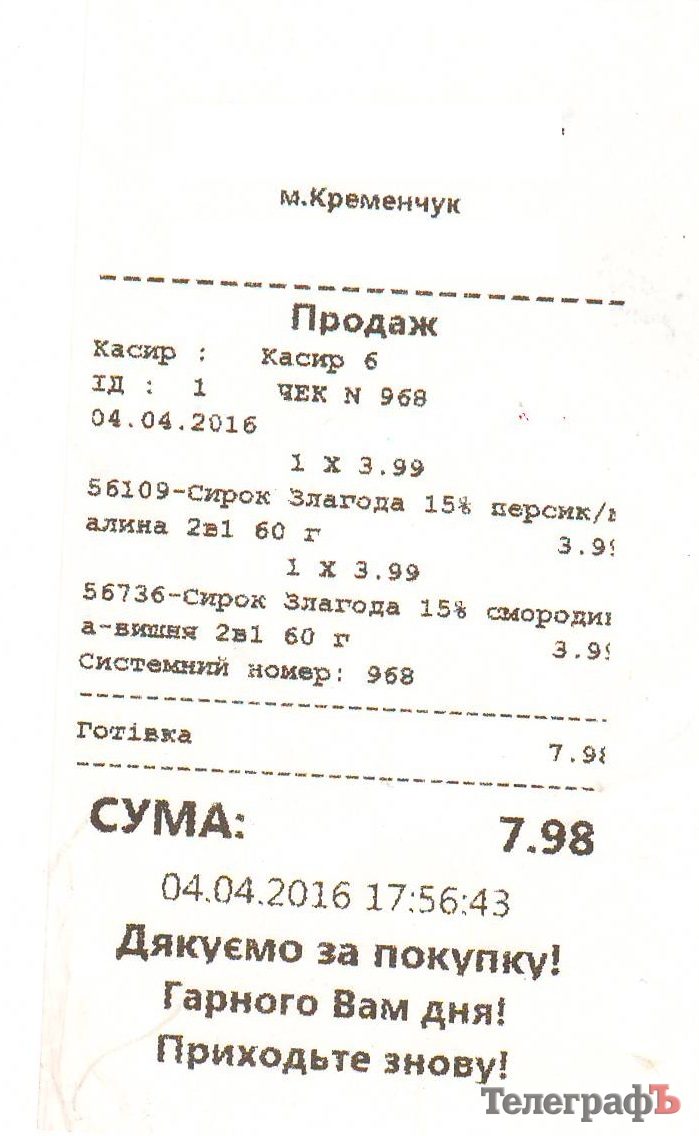 м.Кременчук
Продаж
Касир : Касир 6
ІД : 1 ЧЕК N 968
04.04.2016
1 X 3.99
56109-Сирок Злагода 15% персик/м
алина 2в1 60 г 3.99
1 X 3.99
56736-Сирок Злагода 15% смородин
а-вишня 2в1 60 г 3.99
Системний номер: 968
Готівка 7.98
СУМА: 7.98
04.04.2016 17:56:43
Дякуємо за покупку!
Гарного Вам дня!
Приходьте знову!
ТелеграфЪ